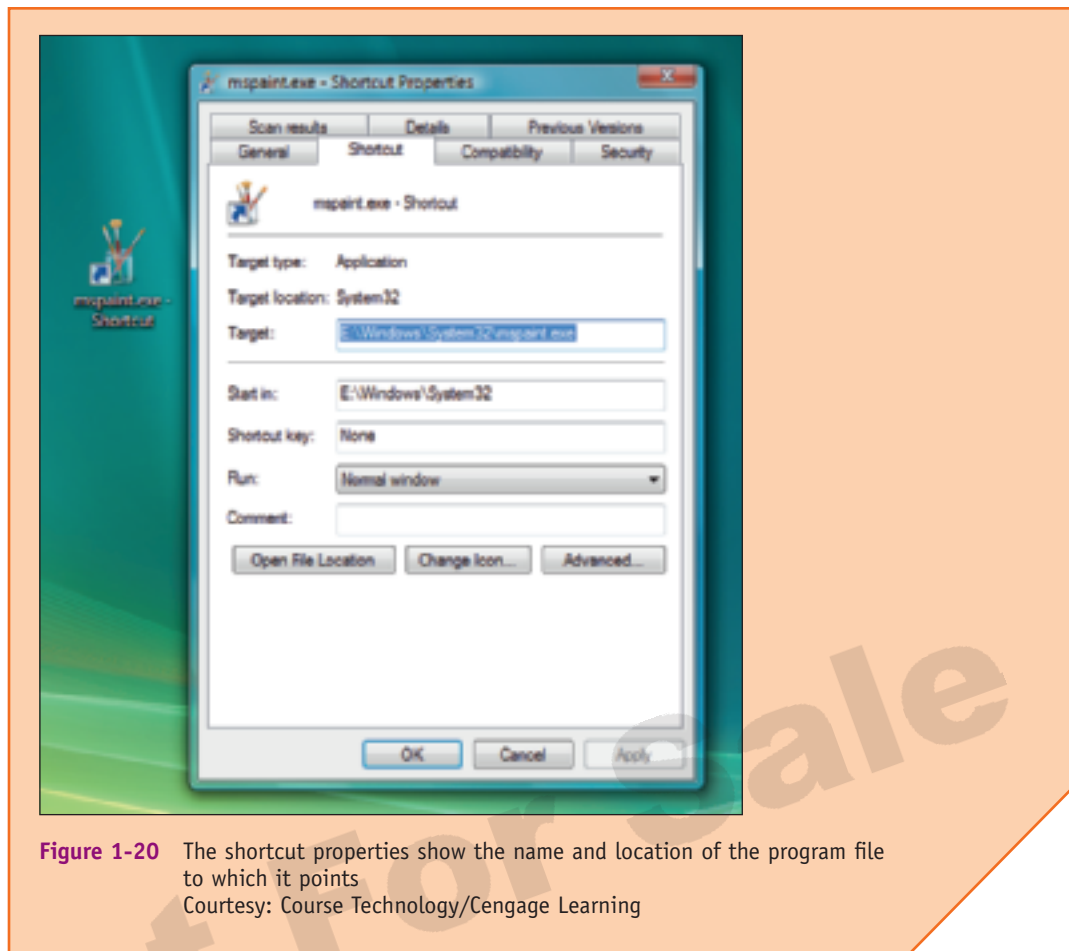 mspaint.exe - Shortcut Properties
Scan results Details Previous Versions
General Shortcut Compatibility Security
mspaint.exe - Shortcut
mspaint.exe -
Shortcut
Target type: Application
Target location: System32
Target: E:\Windows\System32\mspaint.exe
Start in: E:\Windows\System32
Shortcut key: None
Run: Normal window
Comment:
Open File Location Change Icon... Advanced...
OK Cancel Apply
t For Sale
Figure 1-20 The shortcut properties show the name and location of the program file
to which it points
Courtesy: Course Technology/Cengage Learning